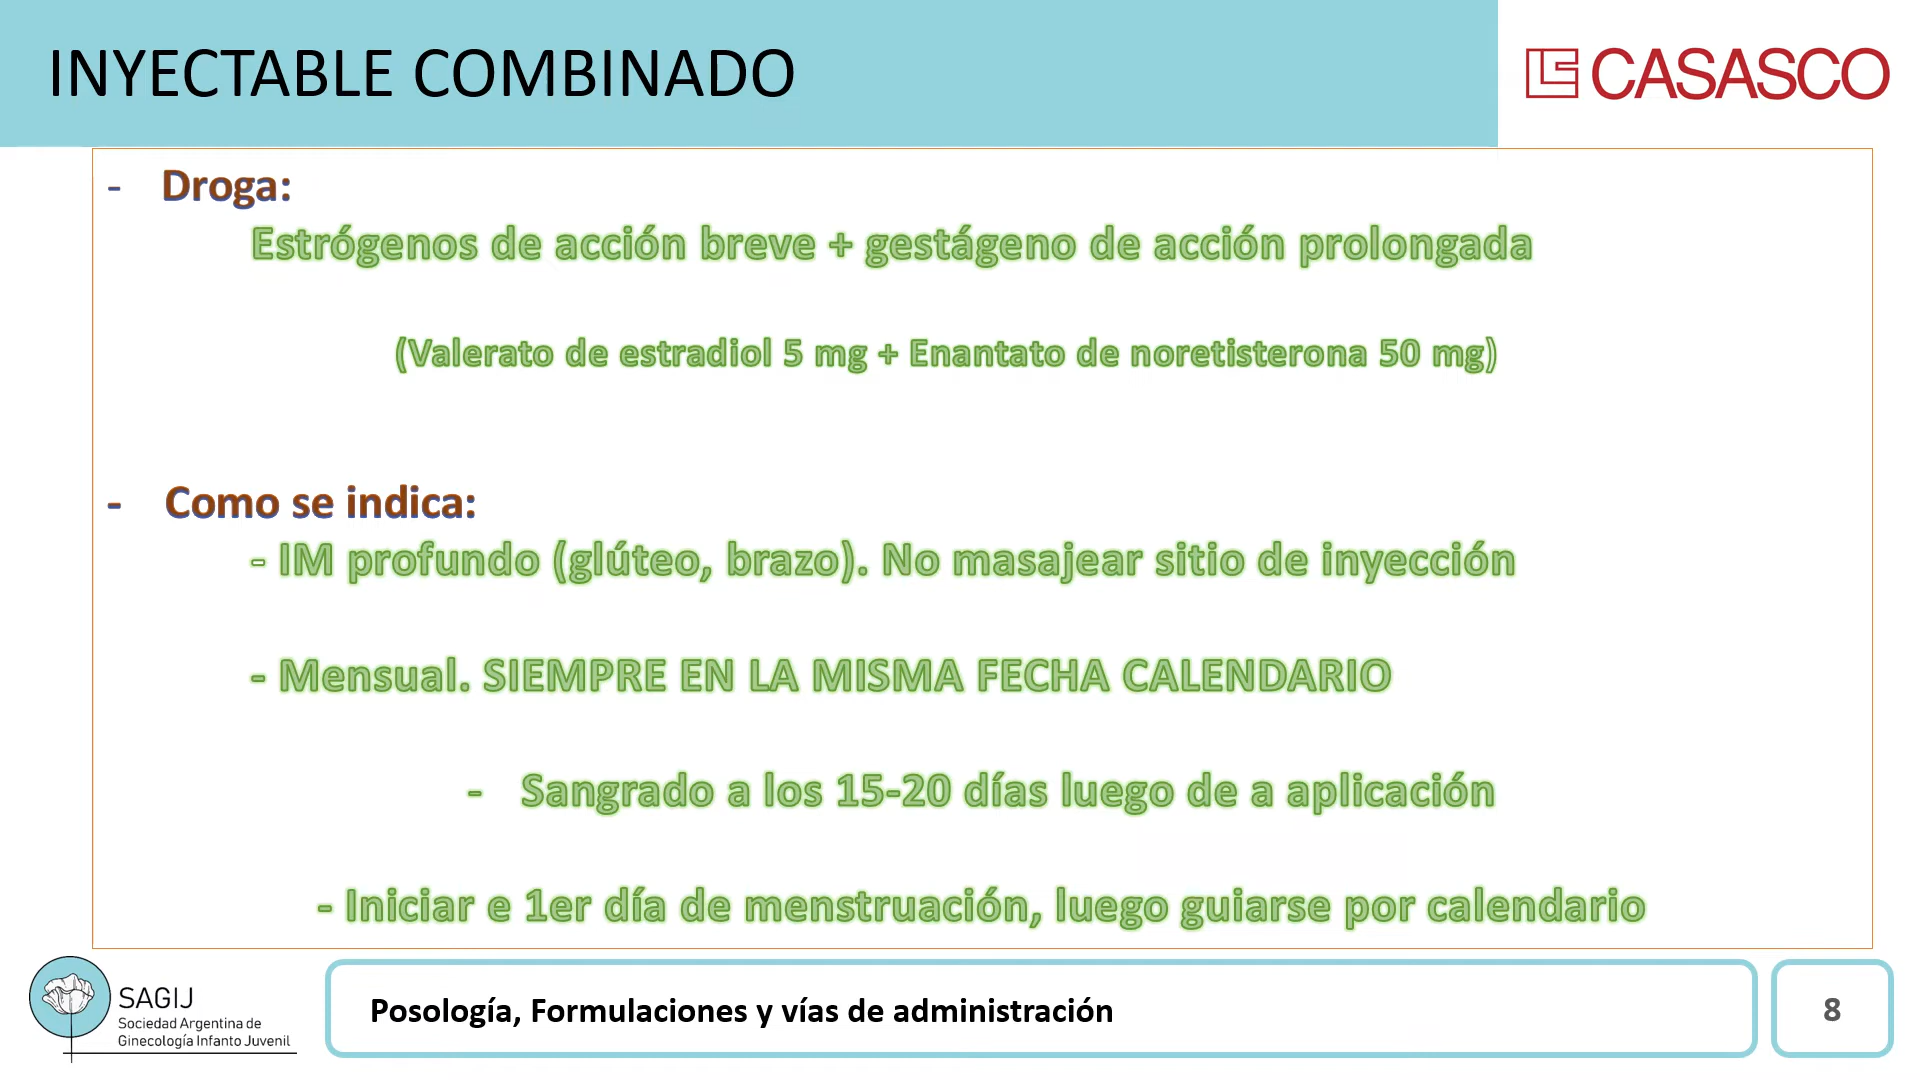 INYECTABLE COMBINADO
CASASCO
- Droga:
Estrógenos de acción breve + gestágeno de acción prolongada
(Valerato de estradiol 5 mg + Enantato de noretisterona 50 mg)
- Como se indica:
- IM profundo (glúteo, brazo). No masajear sitio de inyección
- Mensual. SIEMPRE EN LA MISMA FECHA CALENDARIO
- Sangrado a los 15-20 días luego de a aplicación
- Iniciar e 1er día de menstruación, luego guiarse por calendario
SAGIJ
Sociedad Argentina de
Ginecología Infanto Juvenil
Posología, Formulaciones y vías de administración
8